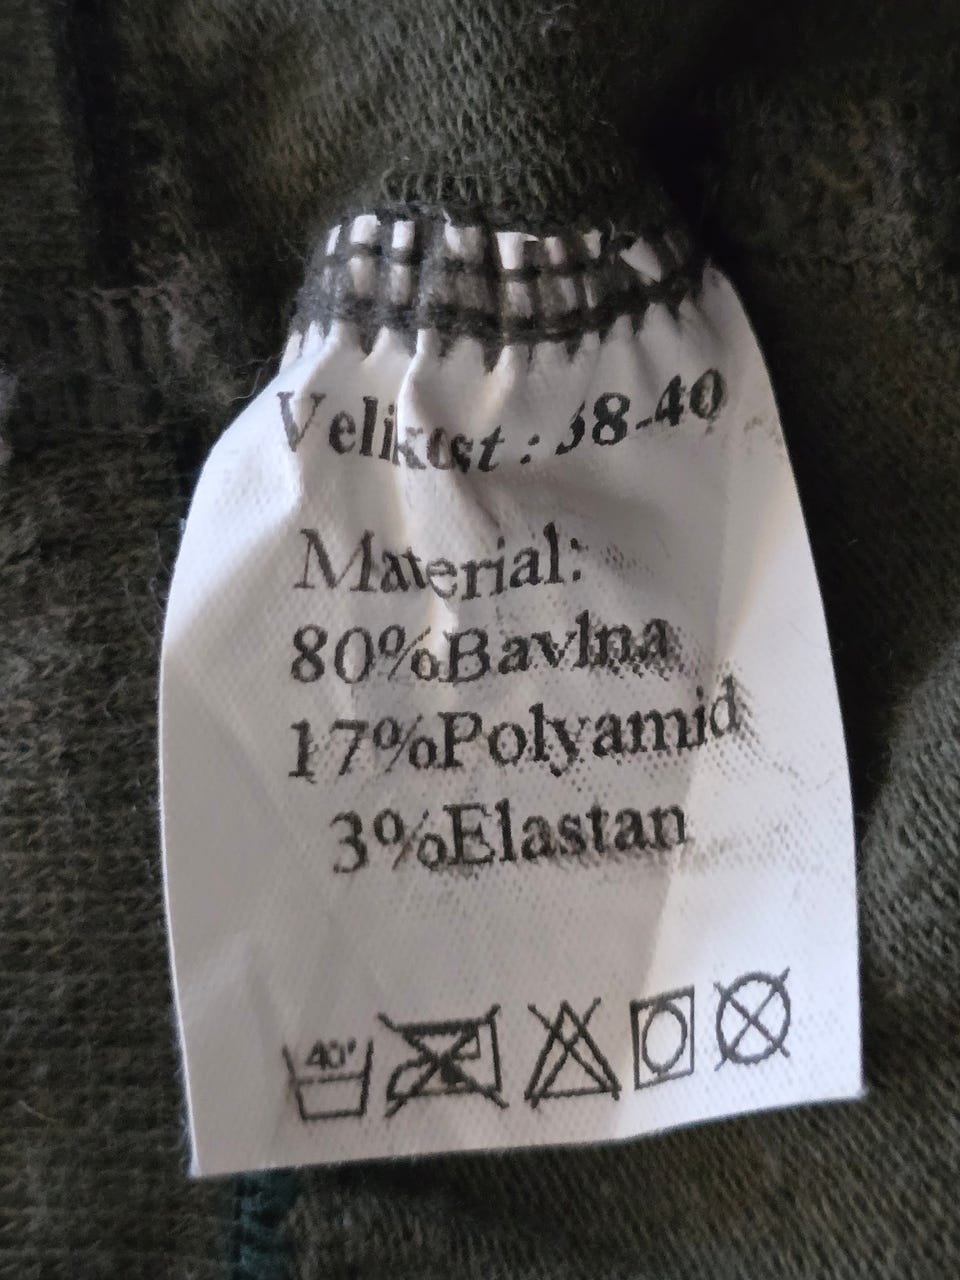 Velikost : 38-40
Material:
80%Bavlna
17%Polyamid
3%Elastan
40°